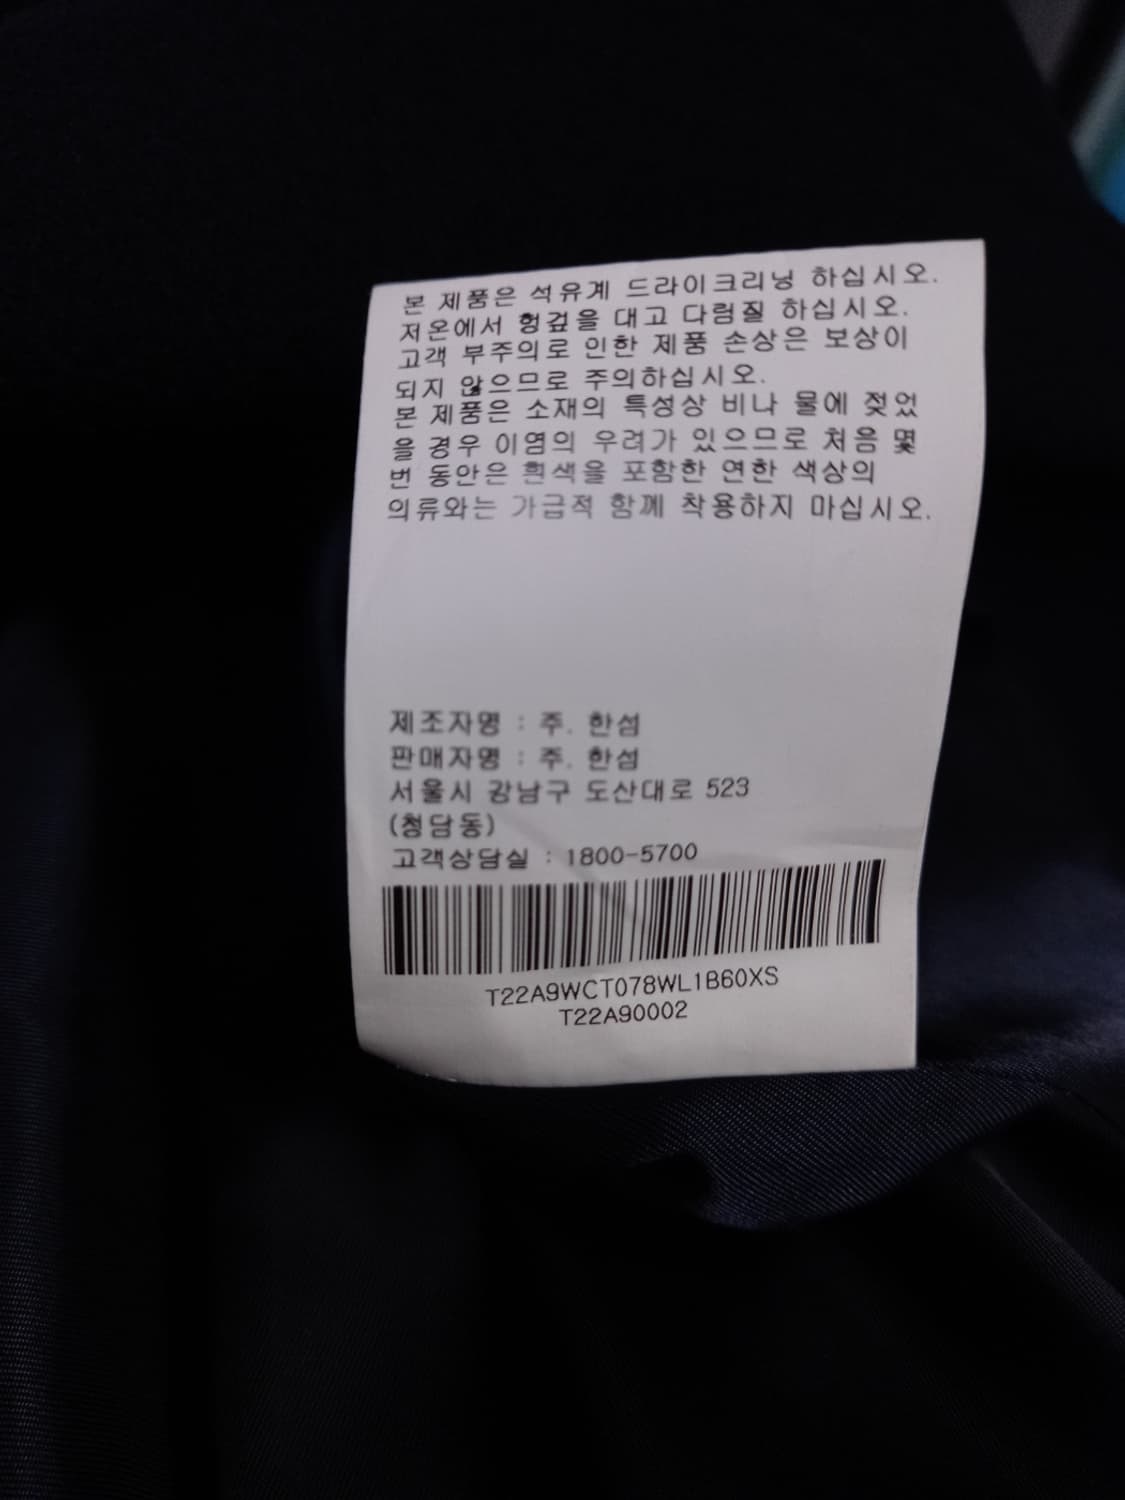 본 제품은 석유계 드라이크리닝 하십시오.
저온에서 헝겊을 대고 다림질 하십시오.
고객 부주의로 인한 제품 손상은 보상이
되지 않으므로 주의하십시오.
본 제품은 소재의 특성상 비나 물에 젖었
을 경우 이염의 우려가 있으므로 처음 몇
번 동안은 흰색을 포함한 연한 색상의
의류와는 가급적 함께 착용하지 마십시오.
제조자명 : 주. 한섬
판매자명 : 주. 한섬
서울시 강남구 도산대로 523
(청담동)
고객상담실 : 1800-5700
T22A9WCT078WL1B60XS
T22A90002